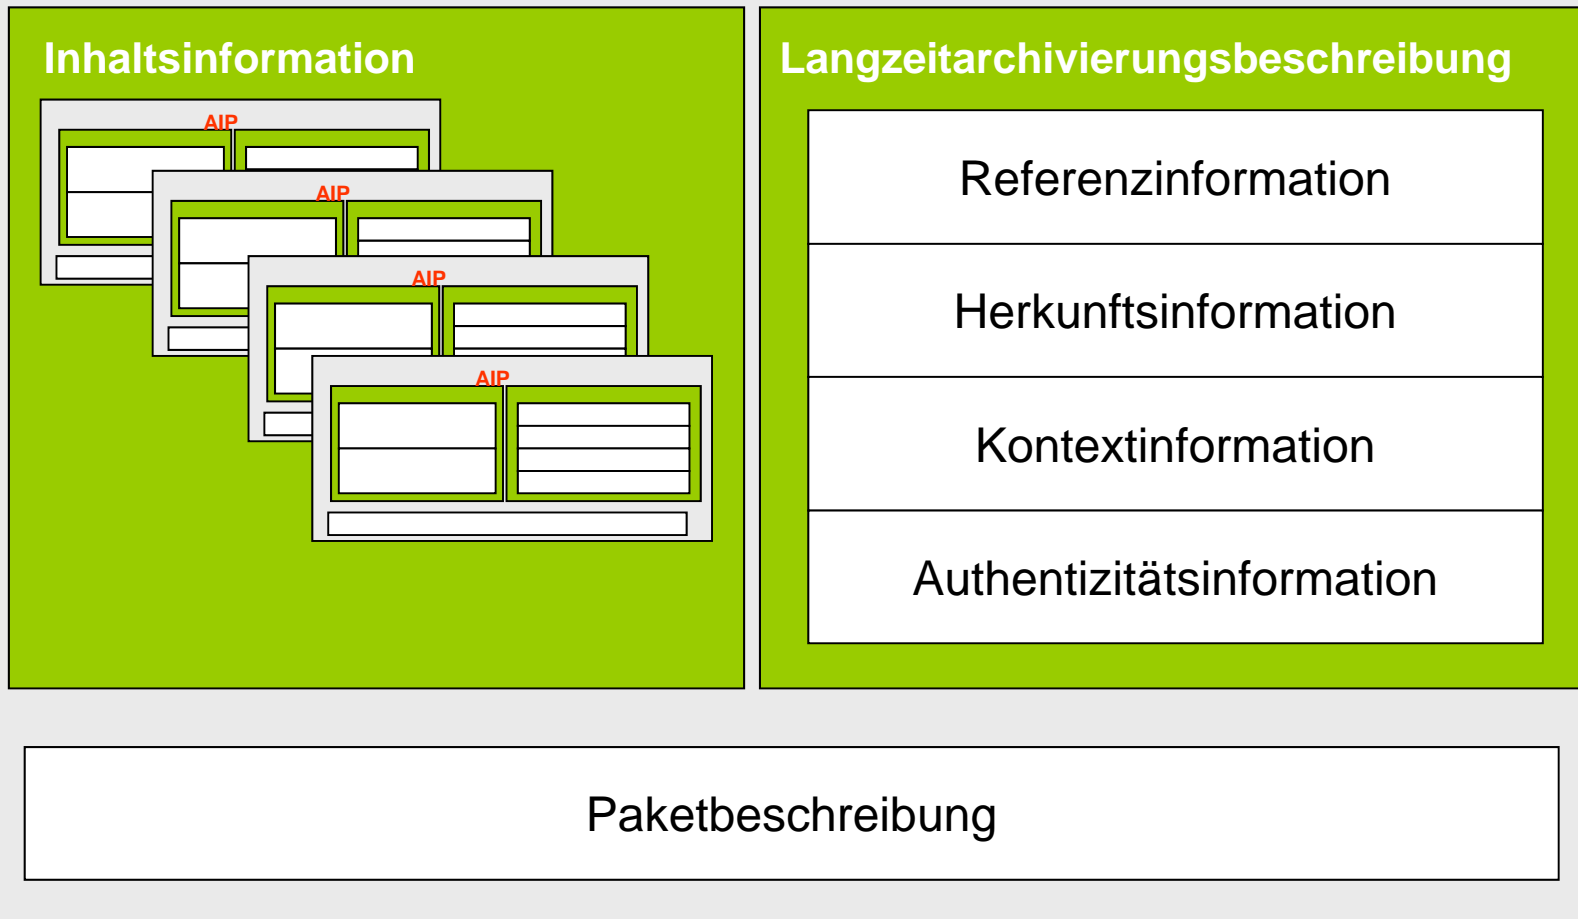 Inhaltsinformation
AIP
AIP
AIP
AIP
Langzeitarchivierungsbeschreibung
Referenzinformation
Herkunftsinformation
Kontextinformation
Authentizitätsinformation
Paketbeschreibung